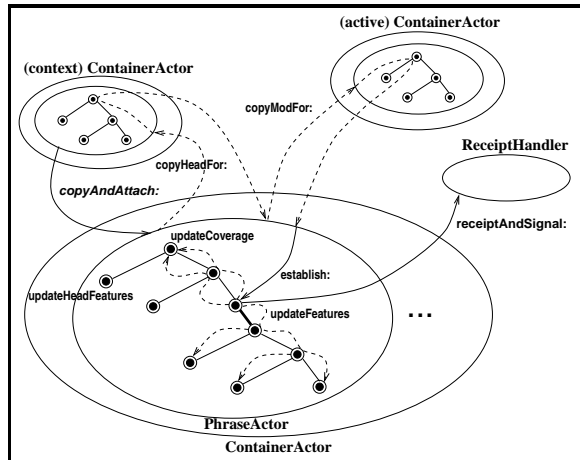 (active) ContainerActor
(context) ContainerActor
copyModFor:
ReceiptHandler
copyHeadFor:
copyAndAttach:
receiptAndSignal:
updateCoverage
establish:
updateHeadFeatures
updateFeatures
...
PhraseActor
ContainerActor